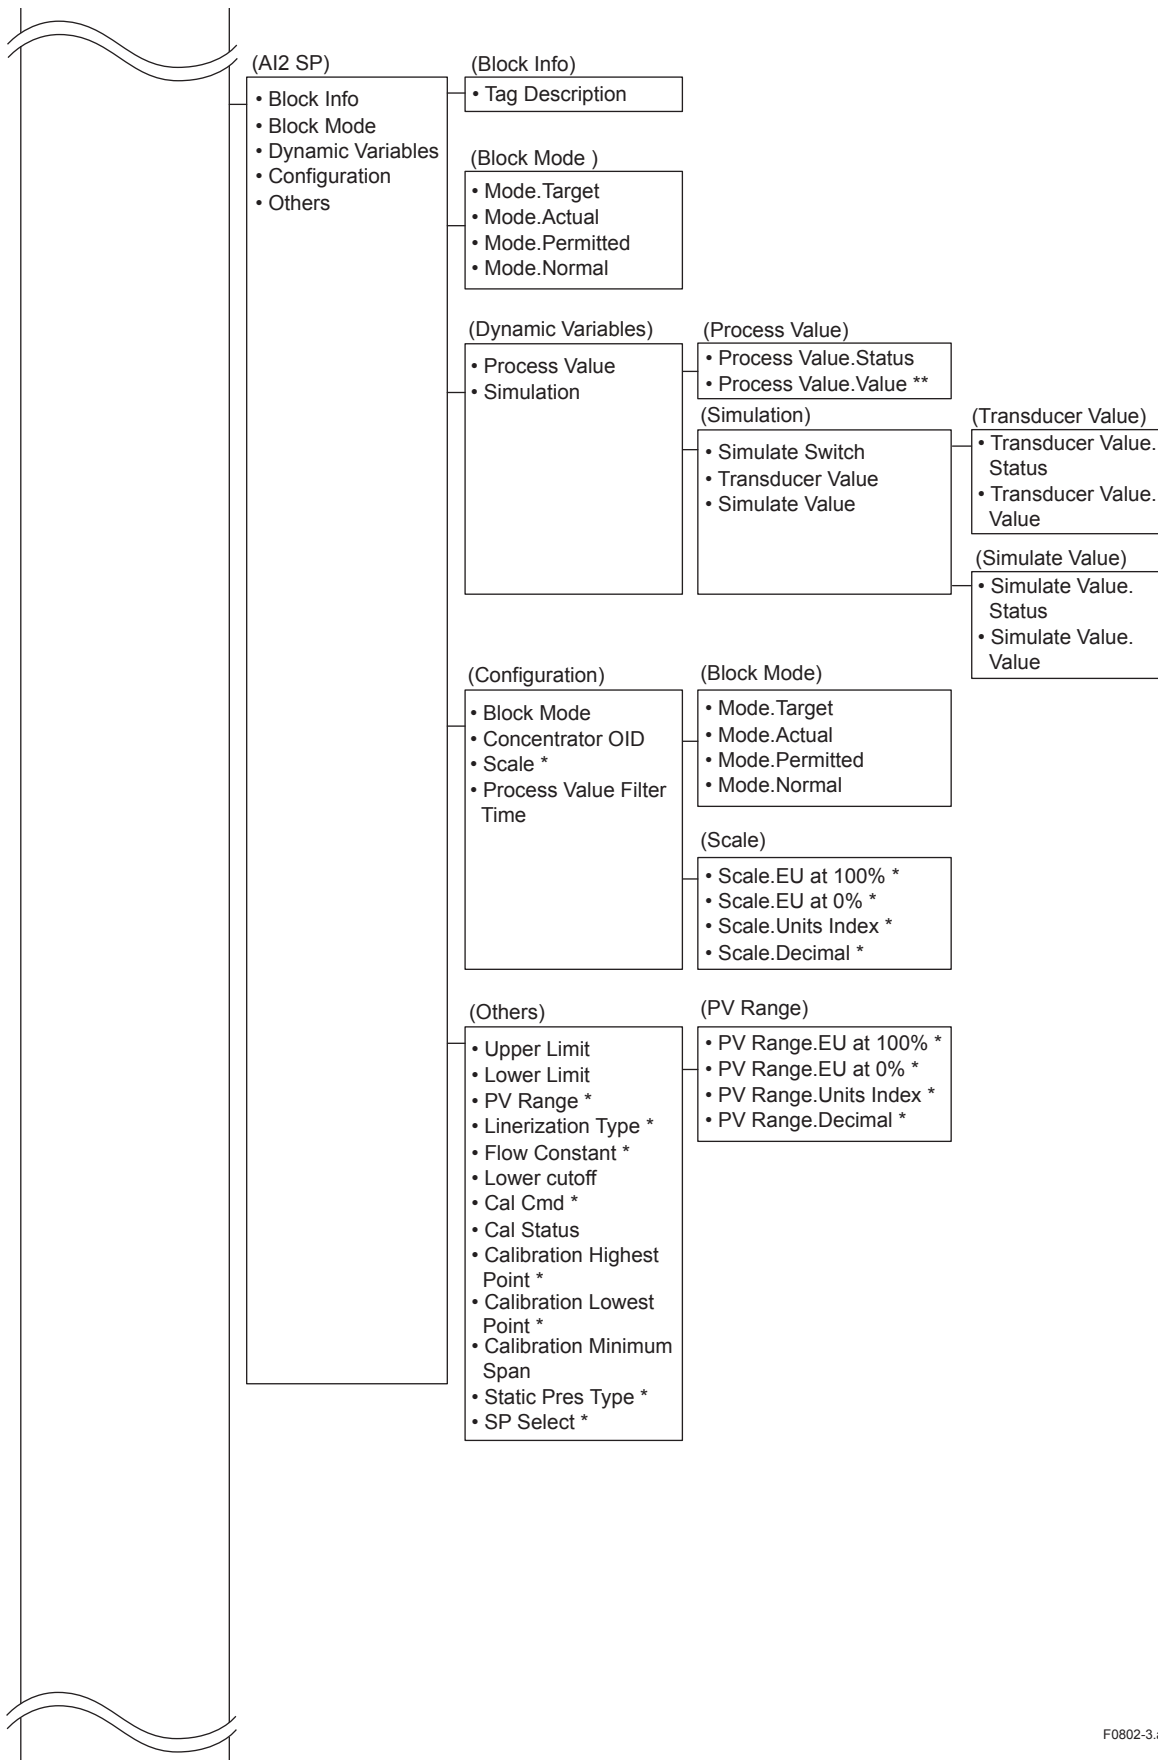 (AI2 SP)
• Block Info
• Block Mode
• Dynamic Variables
• Configuration
• Others
(Block Info)
• Tag Description
(Block Mode )
• Mode.Target
• Mode.Actual
• Mode.Permitted
• Mode.Normal
(Dynamic Variables)
• Process Value
• Simulation
(Process Value)
• Process Value.Status
• Process Value.Value **
(Simulation)
• Simulate Switch
• Transducer Value
• Simulate Value
(Transducer Value)
• Transducer Value.
Status
• Transducer Value.
Value
(Simulate Value)
• Simulate Value.
Status
• Simulate Value.
Value
(Configuration)
• Block Mode
• Concentrator OID
• Scale *
• Process Value Filter
Time
(Block Mode)
• Mode.Target
• Mode.Actual
• Mode.Permitted
• Mode.Normal
(Scale)
• Scale.EU at 100% *
• Scale.EU at 0% *
• Scale.Units Index *
• Scale.Decimal *
(Others)
• Upper Limit
• Lower Limit
• PV Range *
• Linerization Type *
• Flow Constant *
• Lower cutoff
• Cal Cmd *
• Cal Status
• Calibration Highest
Point *
• Calibration Lowest
Point *
• Calibration Minimum
Span
• Static Pres Type *
• SP Select *
(PV Range)
• PV Range.EU at 100% *
• PV Range.EU at 0% *
• PV Range.Units Index *
• PV Range.Decimal *